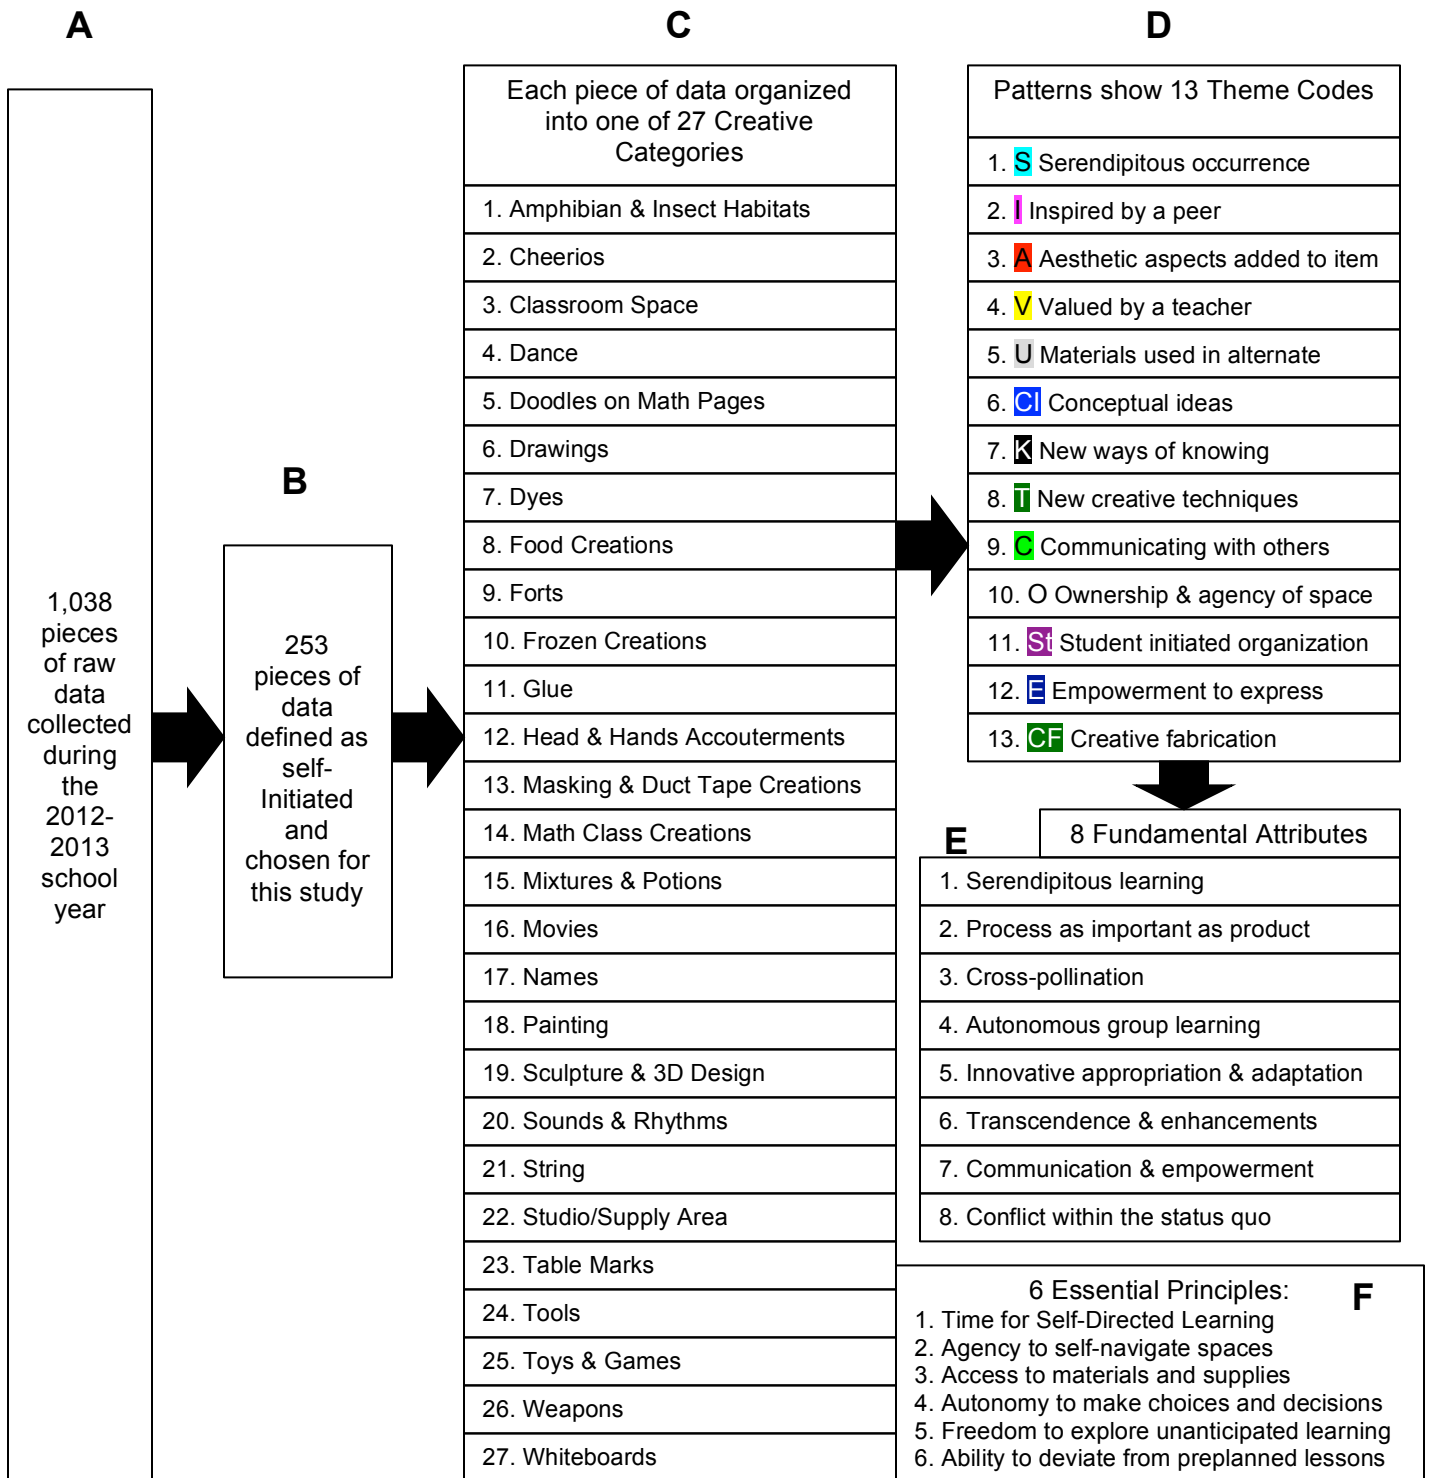 A
1,038
pieces
of raw
data
collected
during
the
2012-
2013
school
year
B
253
pieces of
data
defined as
self-
Initiated
and
chosen for
this study
C
Each piece of data organized
into one of 27 Creative
Categories
1. Amphibian & Insect Habitats
2. Cheerios
3. Classroom Space
4. Dance
5. Doodles on Math Pages
6. Drawings
7. Dyes
8. Food Creations
9. Forts
10. Frozen Creations
11. Glue
12. Head & Hands Accouterments
13. Masking & Duct Tape Creations
14. Math Class Creations
15. Mixtures & Potions
16. Movies
17. Names
18. Painting
19. Sculpture & 3D Design
20. Sounds & Rhythms
21. String
22. Studio/Supply Area
23. Table Marks
24. Tools
25. Toys & Games
26. Weapons
27. Whiteboards
D
Patterns show 13 Theme Codes
1. S Serendipitous occurrence
2. I Inspired by a peer
3. A Aesthetic aspects added to item
4. V Valued by a teacher
5. U Materials used in alternate
6. CI Conceptual ideas
7. K New ways of knowing
8. T New creative techniques
9. C Communicating with others
10. O Ownership & agency of space
11. St Student initiated organization
12. E Empowerment to express
13. CF Creative fabrication
E
8 Fundamental Attributes
1. Serendipitous learning
2. Process as important as product
3. Cross-pollination
4. Autonomous group learning
5. Innovative appropriation & adaptation
6. Transcendence & enhancements
7. Communication & empowerment
8. Conflict within the status quo
6 Essential Principles:
F
1. Time for Self-Directed Learning
2. Agency to self-navigate spaces
3. Access to materials and supplies
4. Autonomy to make choices and decisions
5. Freedom to explore unanticipated learning
6. Ability to deviate from preplanned lessons